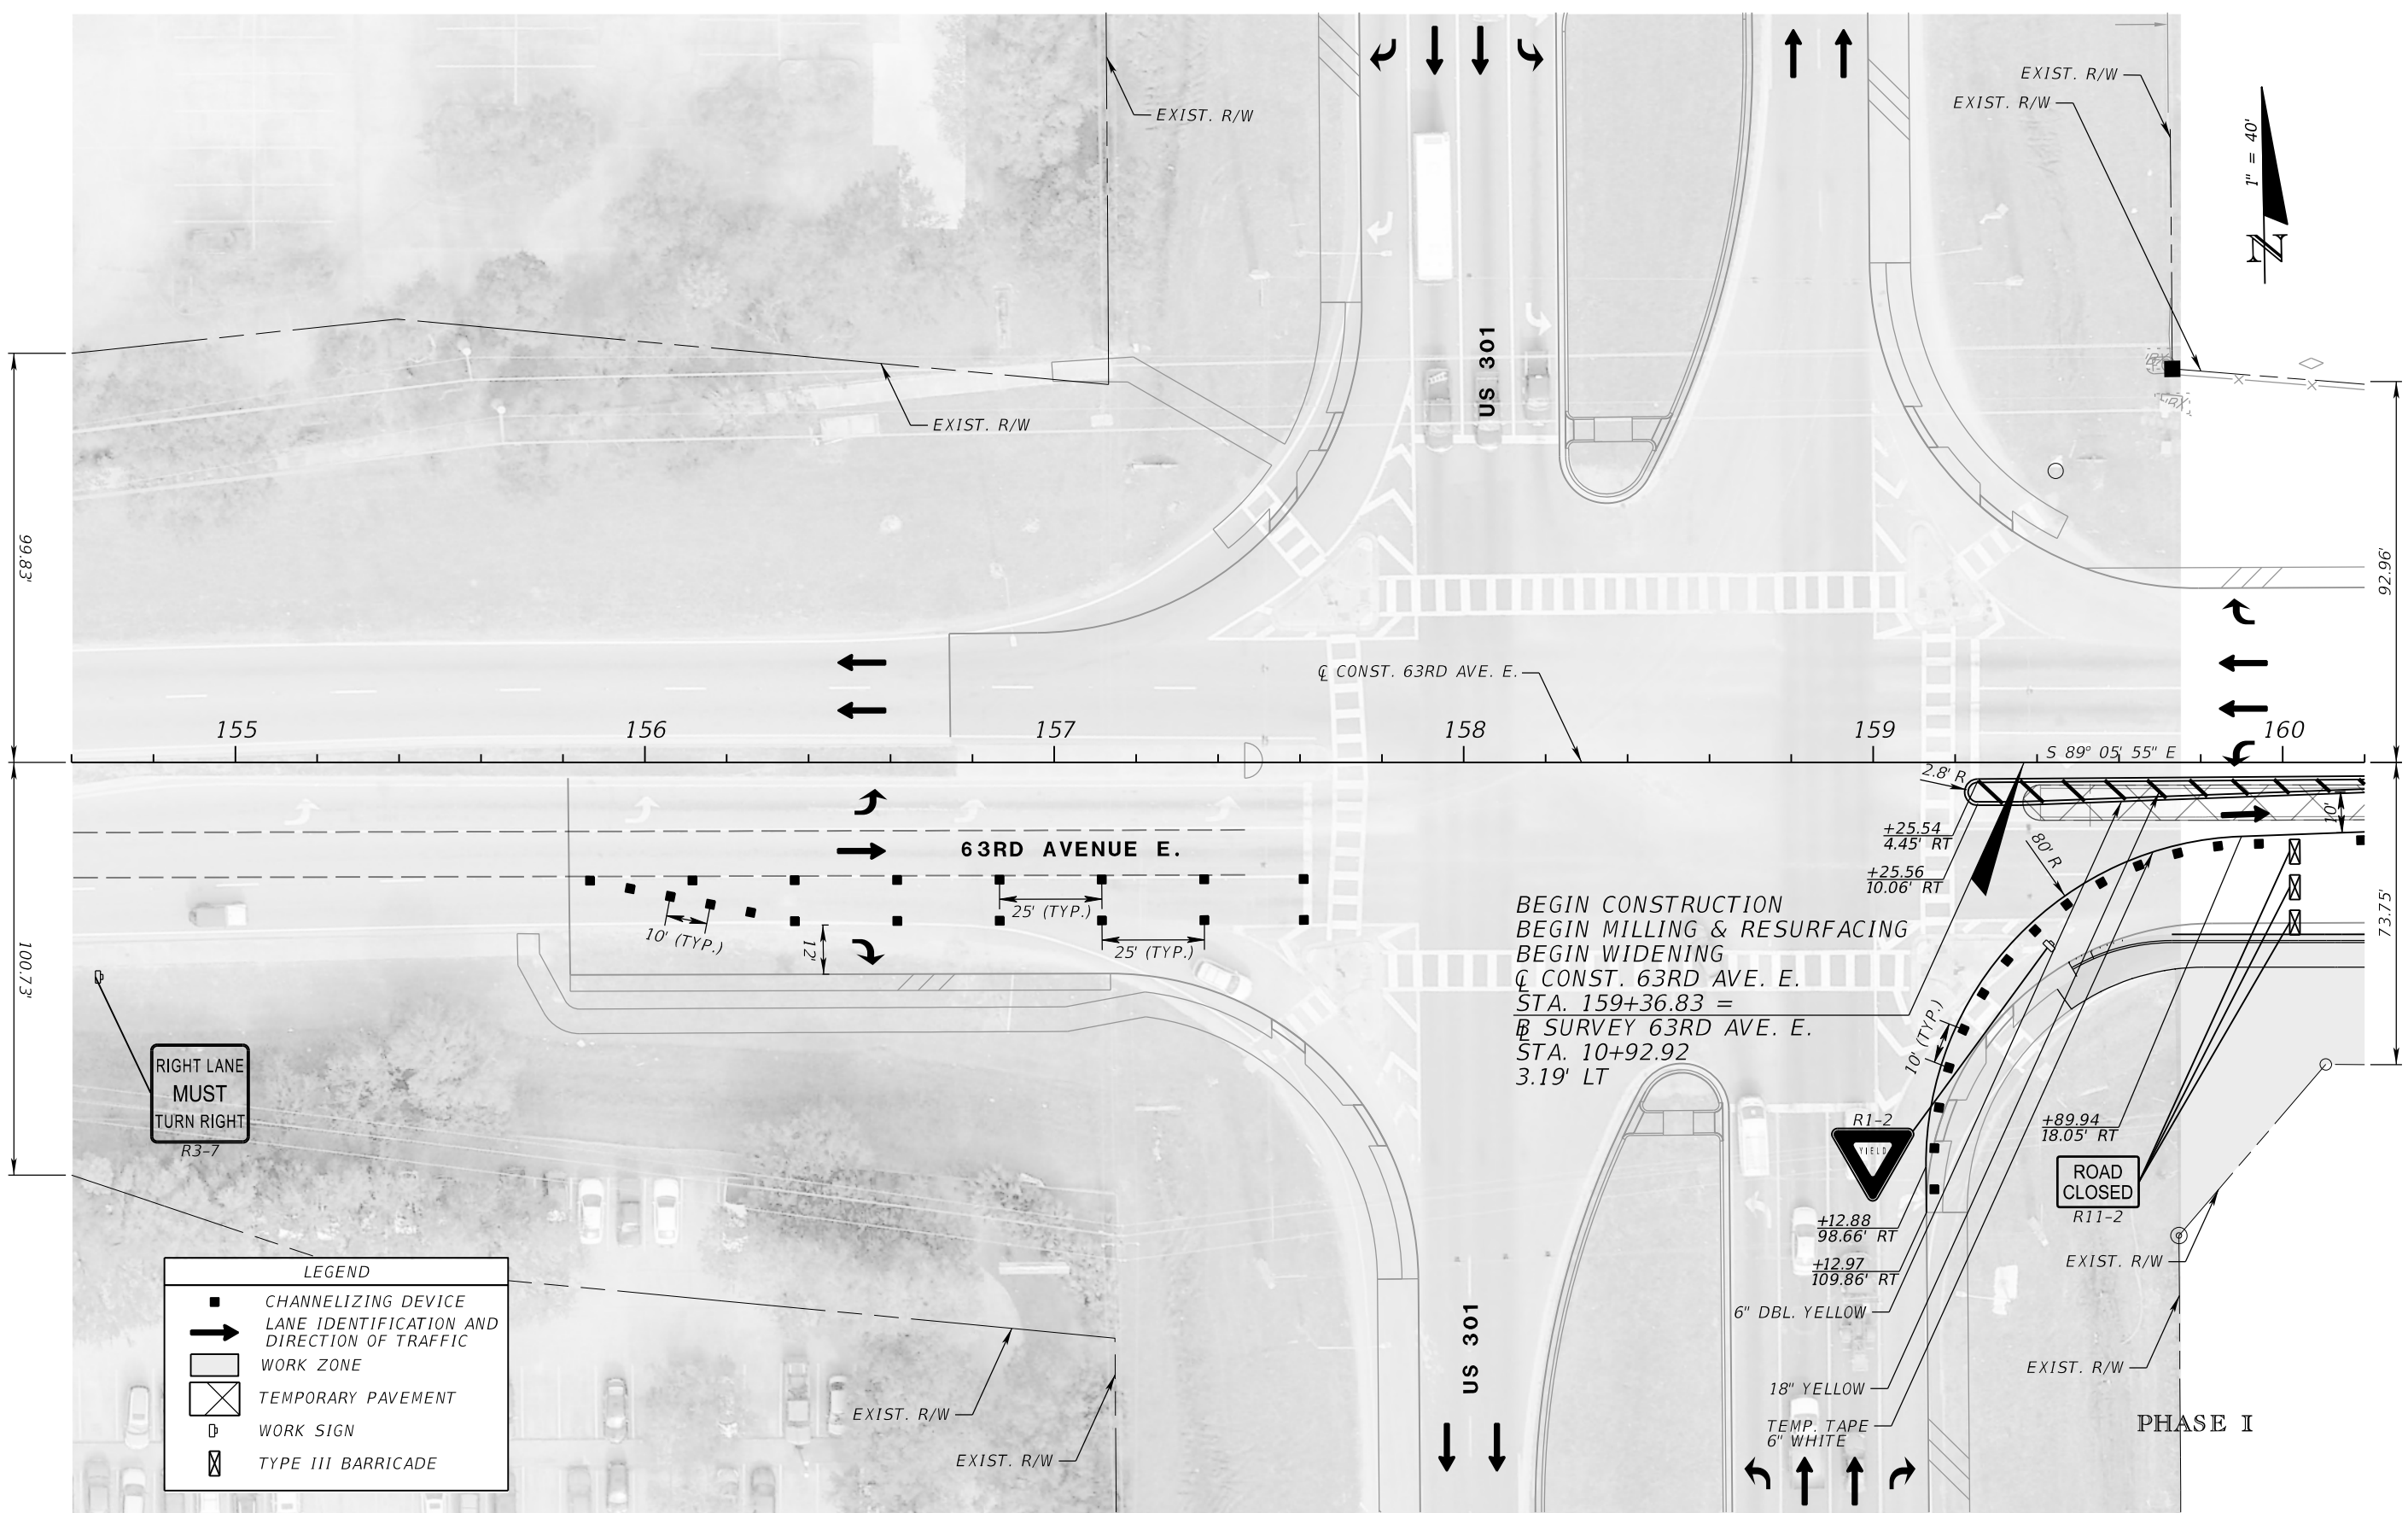 EXIST. R/W
EXIST. R/W
EXIST. R/W
1" = 40'
N
US 301
EXIST. R/W
99.83'
92.96'
℄ CONST. 63RD AVE. E.
155
156
157
158
159
160
S 89° 05' 55" E
2.8' R
10'
+25.54
4.45' RT
80' R
63RD AVENUE E.
+25.56
10.06' RT
25' (TYP.)
10' (TYP.)
12'
25' (TYP.)
100.73'
73.75'
BEGIN CONSTRUCTION
BEGIN MILLING & RESURFACING
BEGIN WIDENING
℄ CONST. 63RD AVE. E.
STA. 159+36.83 =
B SURVEY 63RD AVE. E.
STA. 10+92.92
3.19' LT
10' (TYP.)
RIGHT LANE
MUST
TURN RIGHT
R3-7
R1-2
YIELD
+89.94
18.05' RT
ROAD
CLOSED
R11-2
+12.88
98.66' RT
+12.97
109.86' RT
EXIST. R/W
6" DBL. YELLOW
EXIST. R/W
18" YELLOW
TEMP. TAPE
6" WHITE
PHASE I
US 301
LEGEND
CHANNELIZING DEVICE
LANE IDENTIFICATION AND
DIRECTION OF TRAFFIC
WORK ZONE
TEMPORARY PAVEMENT
WORK SIGN
TYPE III BARRICADE
EXIST. R/W
EXIST. R/W